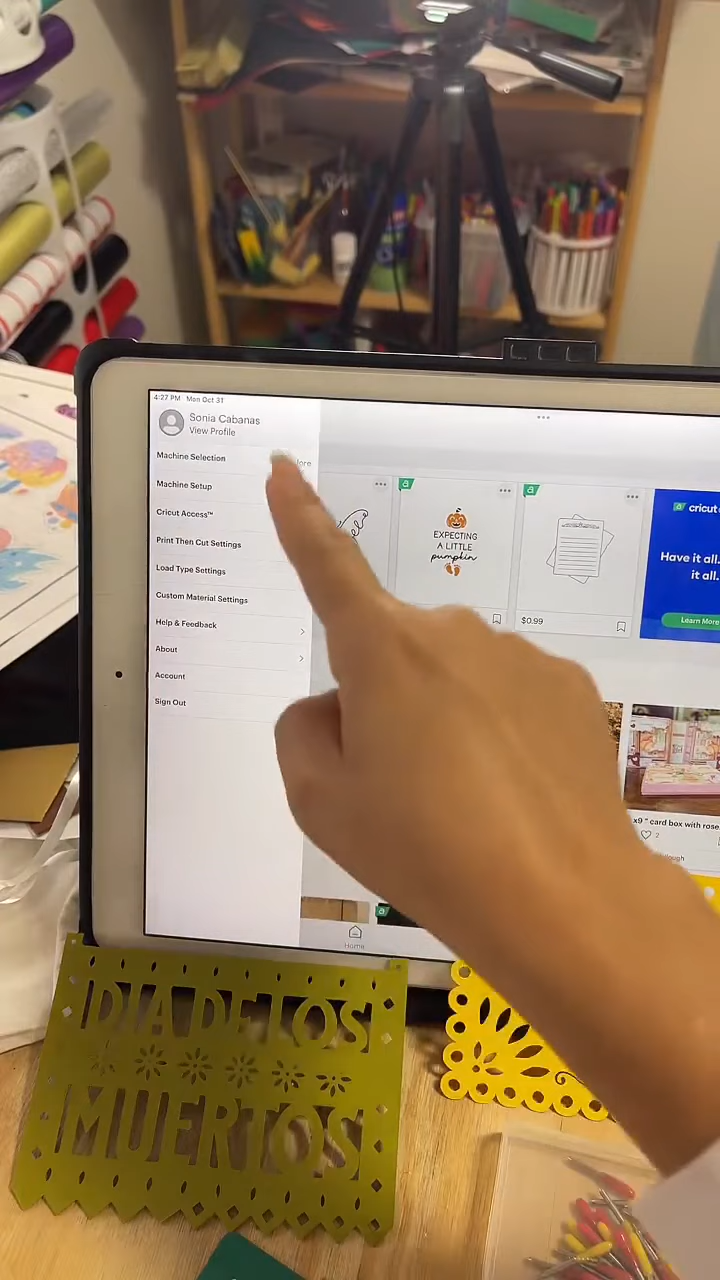 4:27 PM Mon Oct 31
Sonia Cabanas
View Profile
Machine Selection
Machine Setup
Cricut Access™
Print Then Cut Settings
Load Type Settings
Custom Material Settings
Help & Feedback
About
Account
Sign Out
EXPECTING
A LITTLE
pumpkin
$0.99
cricut
Have it all.
it all.
Learn More
x9 " card box with rose
2
Home
DIA DE LOS
MUERTOS